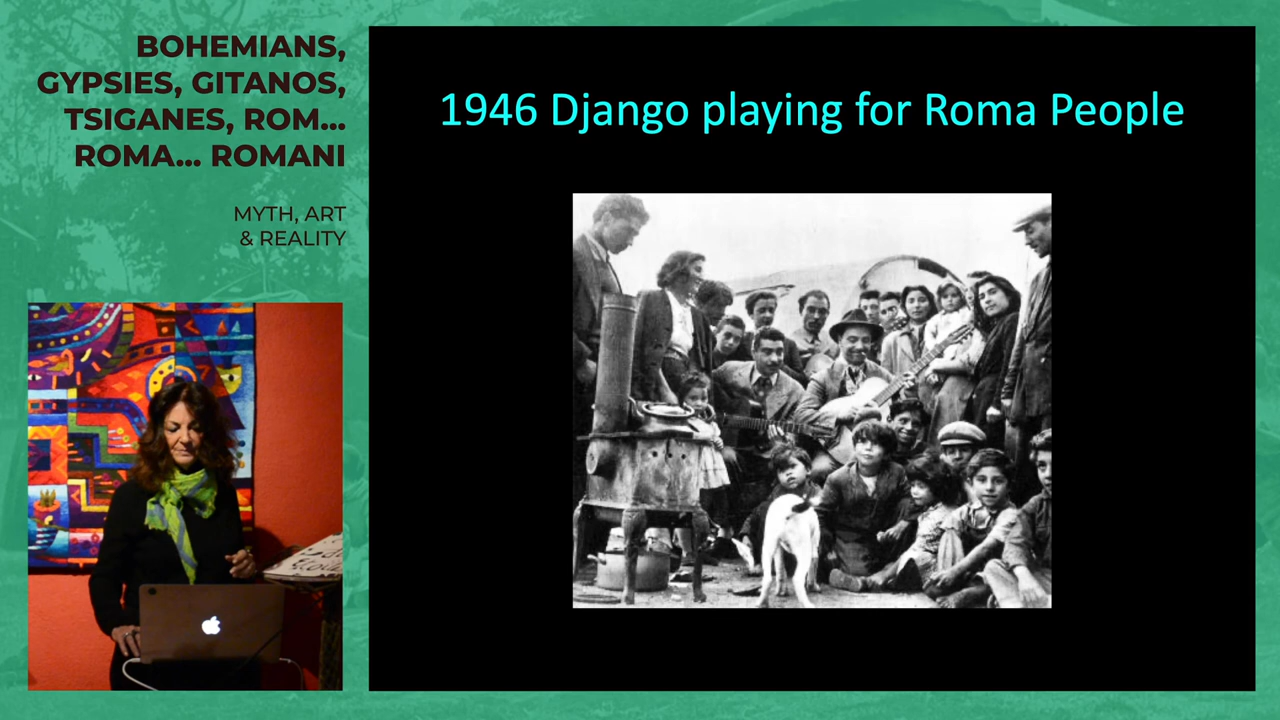 BOHEMIANS,
GYPSIES, GITANOS,
TSIGANES, ROM...
ROMA... ROMANI
MYTH, ART
& REALITY
1946 Django playing for Roma People